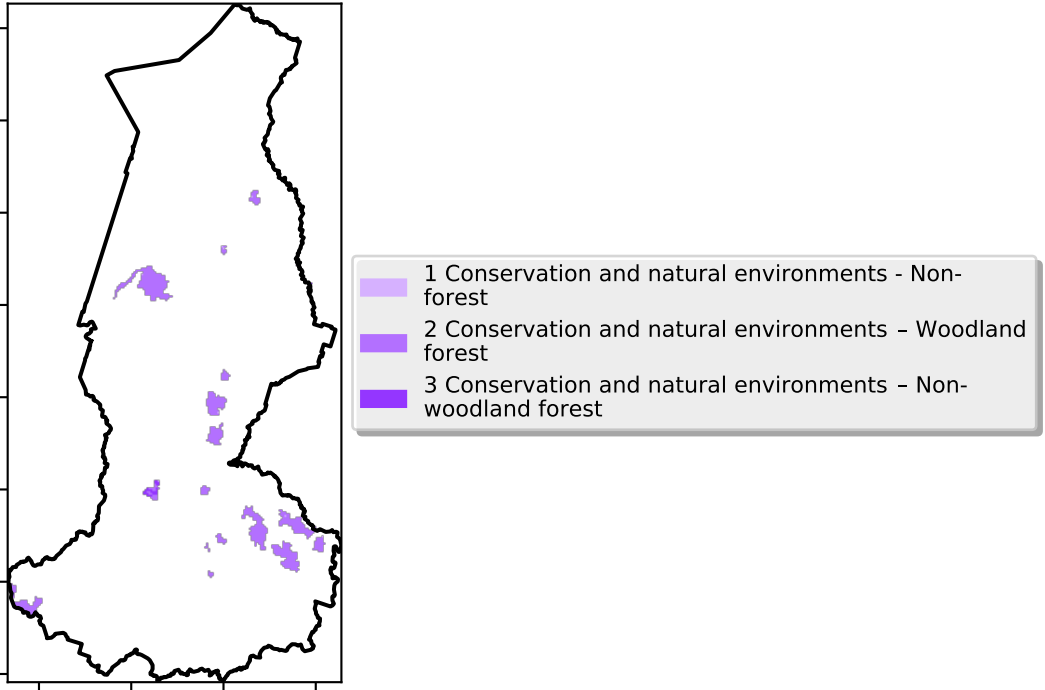 1 Conservation and natural environments - Non-
forest
2 Conservation and natural environments – Woodland
forest
3 Conservation and natural environments – Non-
woodland forest